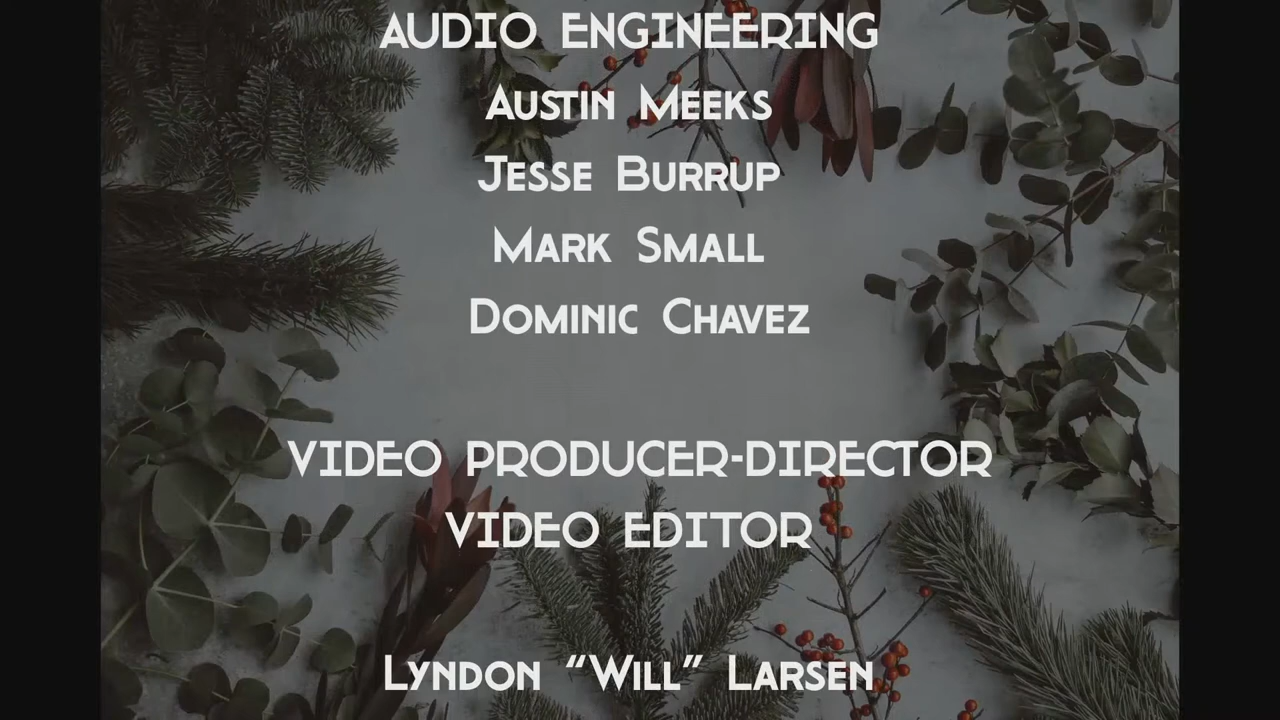 AUDIO ENGINEERING
AUSTIN MEEKS
JESSE BURRUP
MARK SMALL
DOMINIC CHAVEZ
VIDEO PRODUCER-DIRECTOR
VIDEO EDITOR
LYNDON “WILL” LARSEN